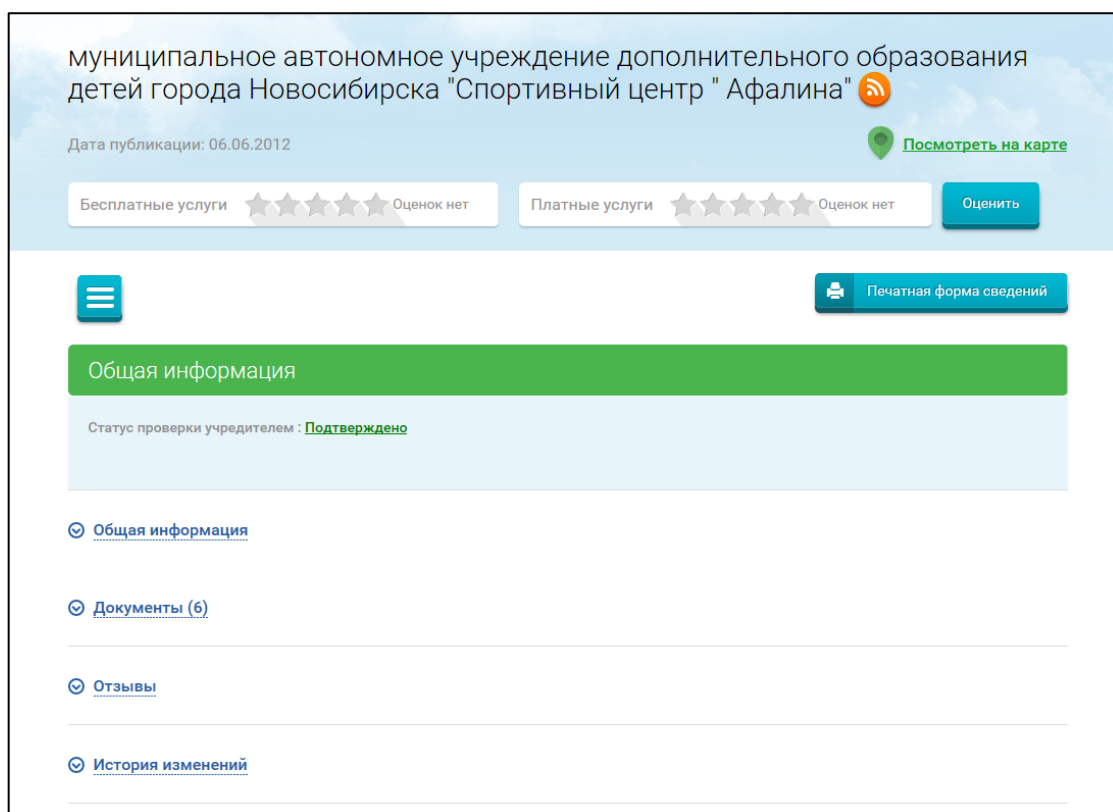 муниципальное автономное учреждение дополнительного образования
детей города Новосибирска "Спортивный центр " Афалина"
Дата публикации: 06.06.2012
Посмотреть на карте
Бесплатные услуги Оценок нет
Платные услуги Оценок нет
Оценить
Печатная форма сведений
Общая информация
Статус проверки учредителем : Подтверждено
Общая информация
Документы (6)
Отзывы
История изменений